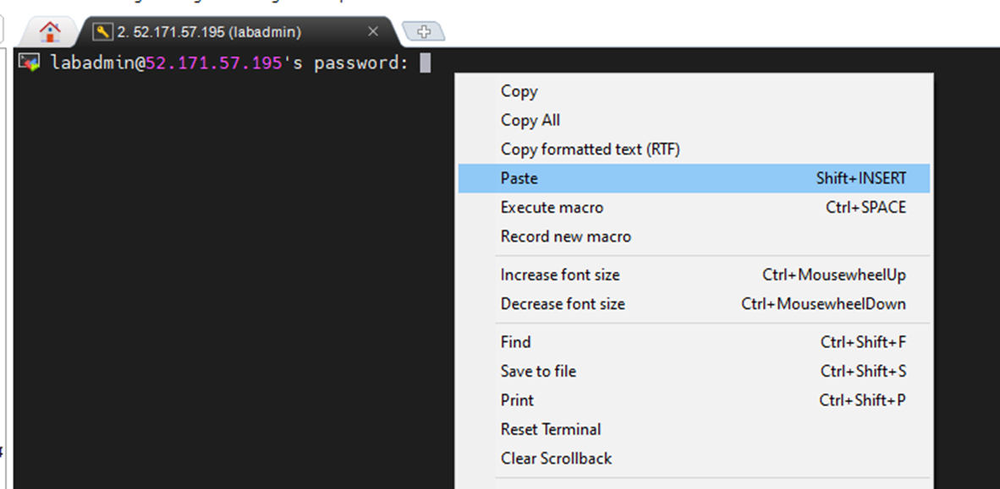 2. 52.171.57.195 (labadmin)
labadmin@52.171.57.195's password:
Copy
Copy All
Copy formatted text (RTF)
Paste Shift+INSERT
Execute macro Ctrl+SPACE
Record new macro
Increase font size Ctrl+MousewheelUp
Decrease font size Ctrl+MousewheelDown
Find Ctrl+Shift+F
Save to file Ctrl+Shift+S
Print Ctrl+Shift+P
Reset Terminal
Clear Scrollback